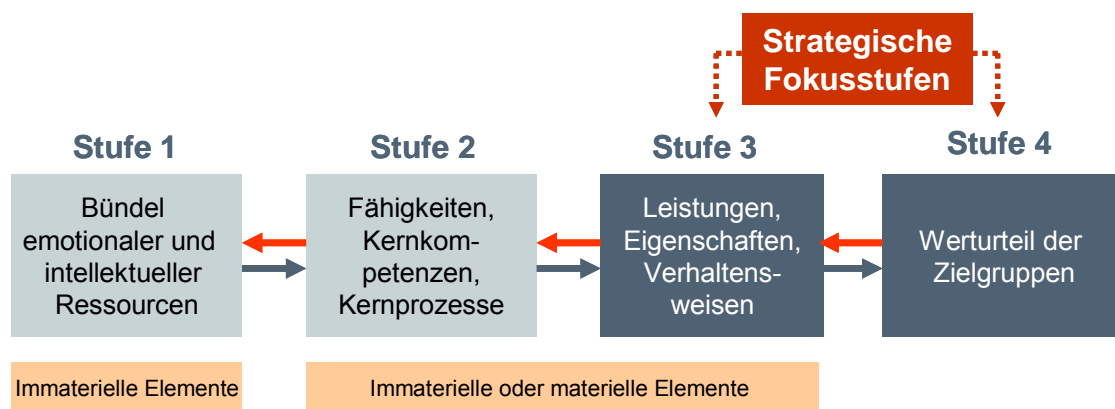 Strategische
Fokusstufen
Stufe 1
Stufe 2
Stufe 3
Stufe 4
Bündel
emotionaler und
intellektueller
Ressourcen
Fähigkeiten,
Kernkom-
petenzen,
Kernprozesse
Leistungen,
Eigenschaften,
Verhaltens-
weisen
Werturteil der
Zielgruppen
Immaterielle Elemente
Immaterielle oder materielle Elemente